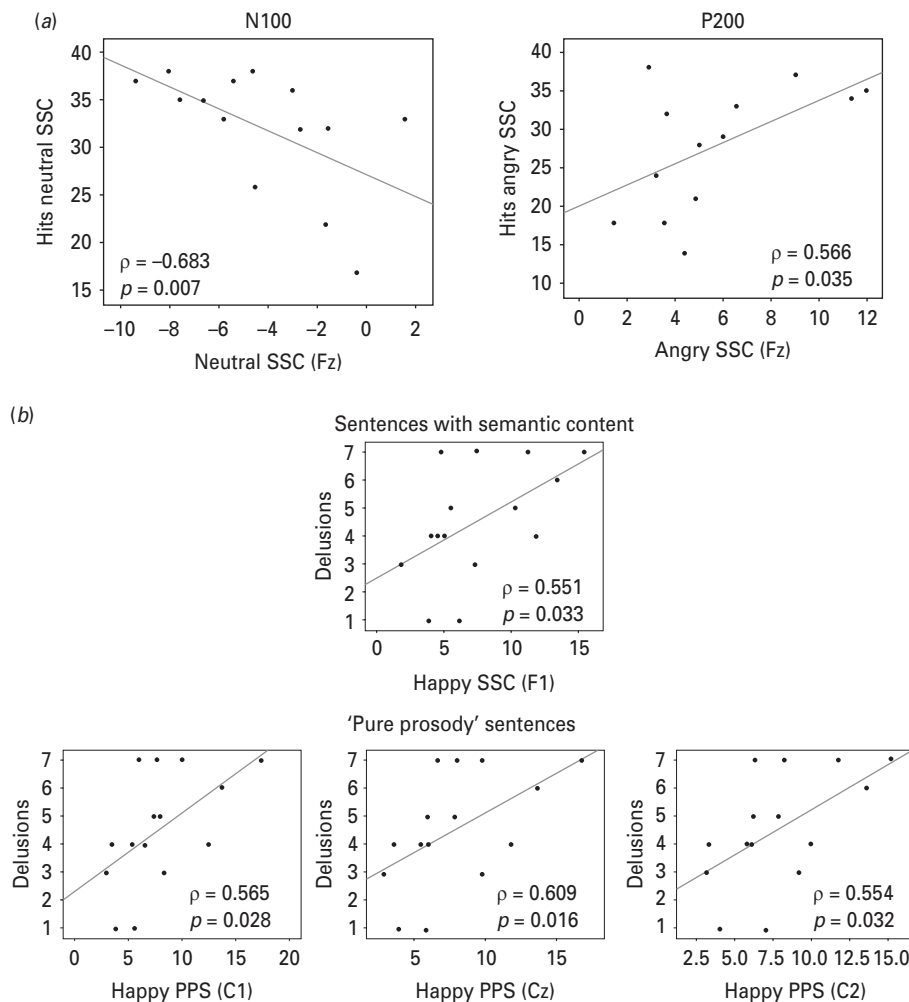 (a)
N100
40
35
30
25
20
15
Hits neutral SSC
ρ = –0.683
p = 0.007
–10 –8 –6 –4 –2 0 2
Neutral SSC (Fz)
P200
40
35
30
25
20
15
10
Hits angry SSC
ρ = 0.566
p = 0.035
0 2 4 6 8 10 12
Angry SSC (Fz)
(b)
Sentences with semantic content
7
6
5
4
3
2
1
Delusions
ρ = 0.551
p = 0.033
0 5 10 15
Happy SSC (F1)
'Pure prosody' sentences
7
6
5
4
3
2
1
Delusions
ρ = 0.565
p = 0.028
0 5 10 15 20
Happy PPS (C1)
7
6
5
4
3
2
1
Delusions
ρ = 0.609
p = 0.016
0 5 10 15
Happy PPS (Cz)
7
6
5
4
3
2
1
Delusions
ρ = 0.554
p = 0.032
2.5 5.0 7.5 10.0 12.5 15.0
Happy PPS (C2)